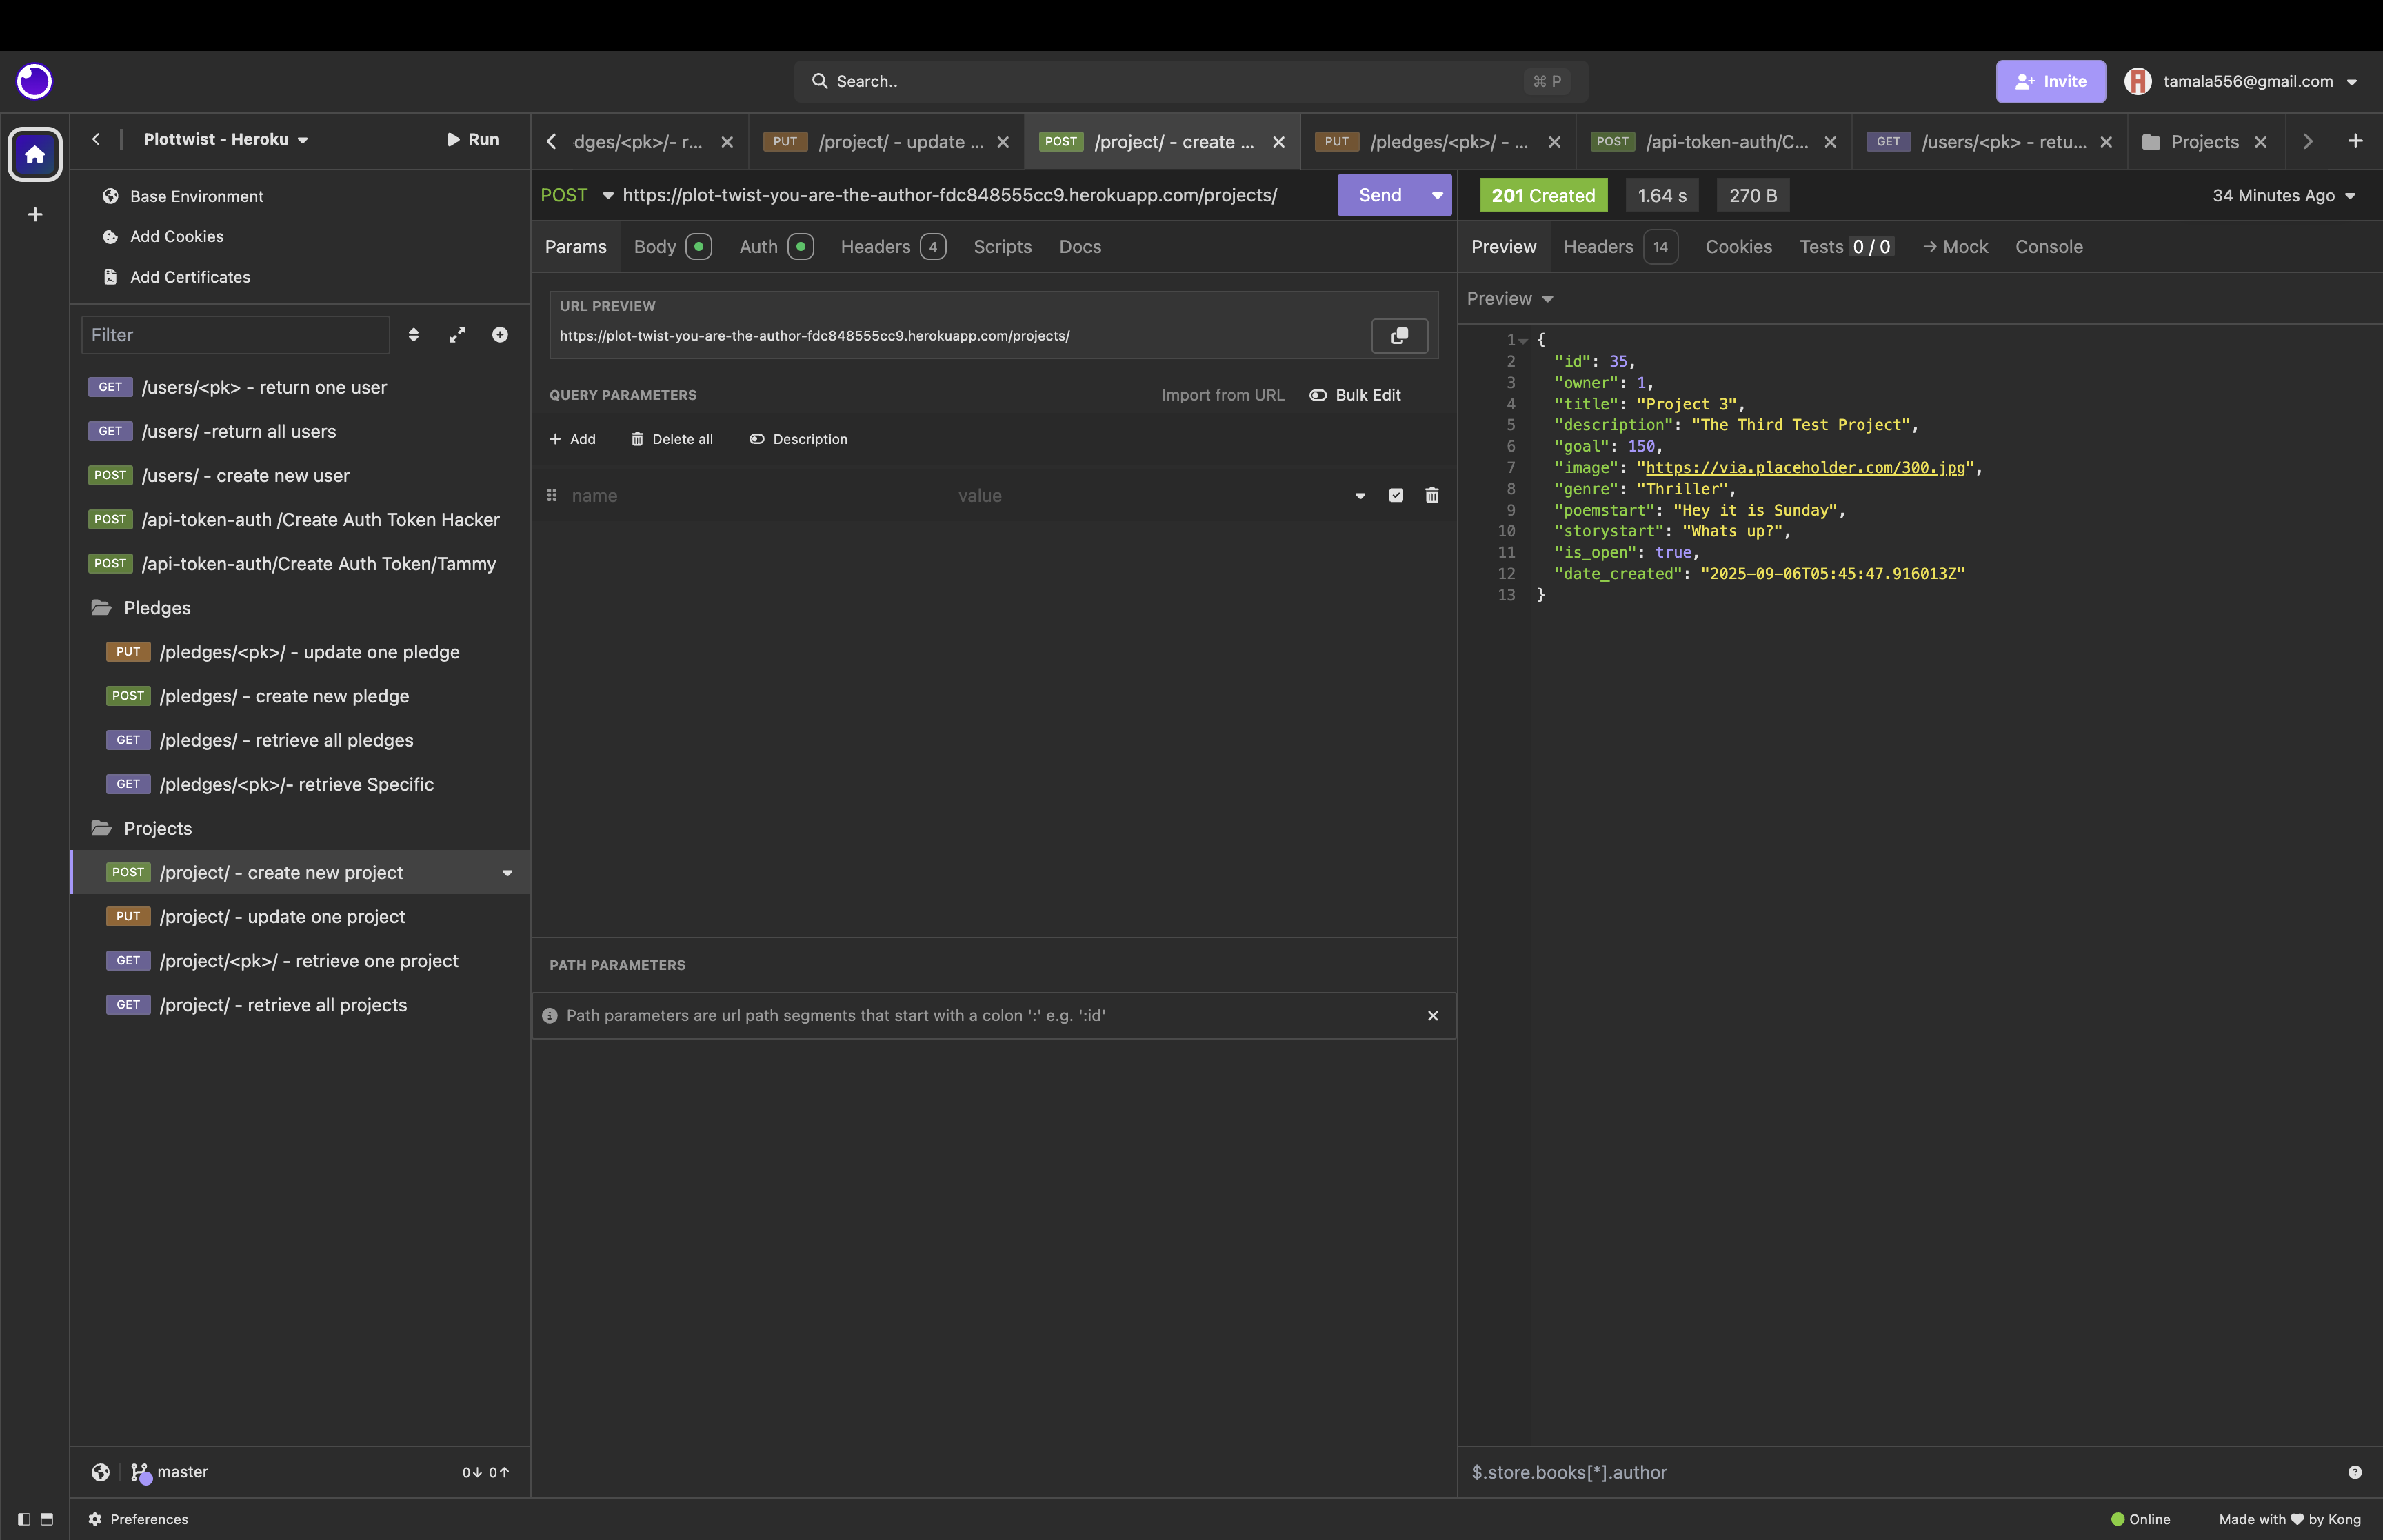 Search..
⌘ P
Invite
tamala556@gmail.com
Plottwist - Heroku
Run
Base Environment
Add Cookies
Add Certificates
Filter
GET /users/<pk> - return one user
GET /users/ -return all users
POST /users/ - create new user
POST /api-token-auth /Create Auth Token Hacker
POST /api-token-auth/Create Auth Token/Tammy
Pledges
PUT /pledges/<pk>/ - update one pledge
POST /pledges/ - create new pledge
GET /pledges/ - retrieve all pledges
GET /pledges/<pk>/- retrieve Specific
Projects
POST /project/ - create new project
PUT /project/ - update one project
GET /project/<pk>/ - retrieve one project
GET /project/ - retrieve all projects
master
0↓ 0↑
dges/<pk>/- r...
PUT /project/ - update ...
POST /project/ - create ...
PUT /pledges/<pk>/ - ...
POST /api-token-auth/C...
GET /users/<pk> - retu...
Projects
POST https://plot-twist-you-are-the-author-fdc848555cc9.herokuapp.com/projects/
Send
Params Body Auth Headers 4 Scripts Docs
URL PREVIEW
https://plot-twist-you-are-the-author-fdc848555cc9.herokuapp.com/projects/
QUERY PARAMETERS
Import from URL
Bulk Edit
Add
Delete all
Description
name value
PATH PARAMETERS
Path parameters are url path segments that start with a colon ':' e.g. ':id'
201 Created 1.64 s 270 B
34 Minutes Ago
Preview Headers 14 Cookies Tests 0 / 0 → Mock Console
Preview
1 {
2 "id": 35,
3 "owner": 1,
4 "title": "Project 3",
5 "description": "The Third Test Project",
6 "goal": 150,
7 "image": "https://via.placeholder.com/300.jpg",
8 "genre": "Thriller",
9 "poemstart": "Hey it is Sunday",
10 "storystart": "Whats up?",
11 "is_open": true,
12 "date_created": "2025-09-06T05:45:47.916013Z"
13 }
$.store.books[*].author
Preferences
Online
Made with ♥ by Kong